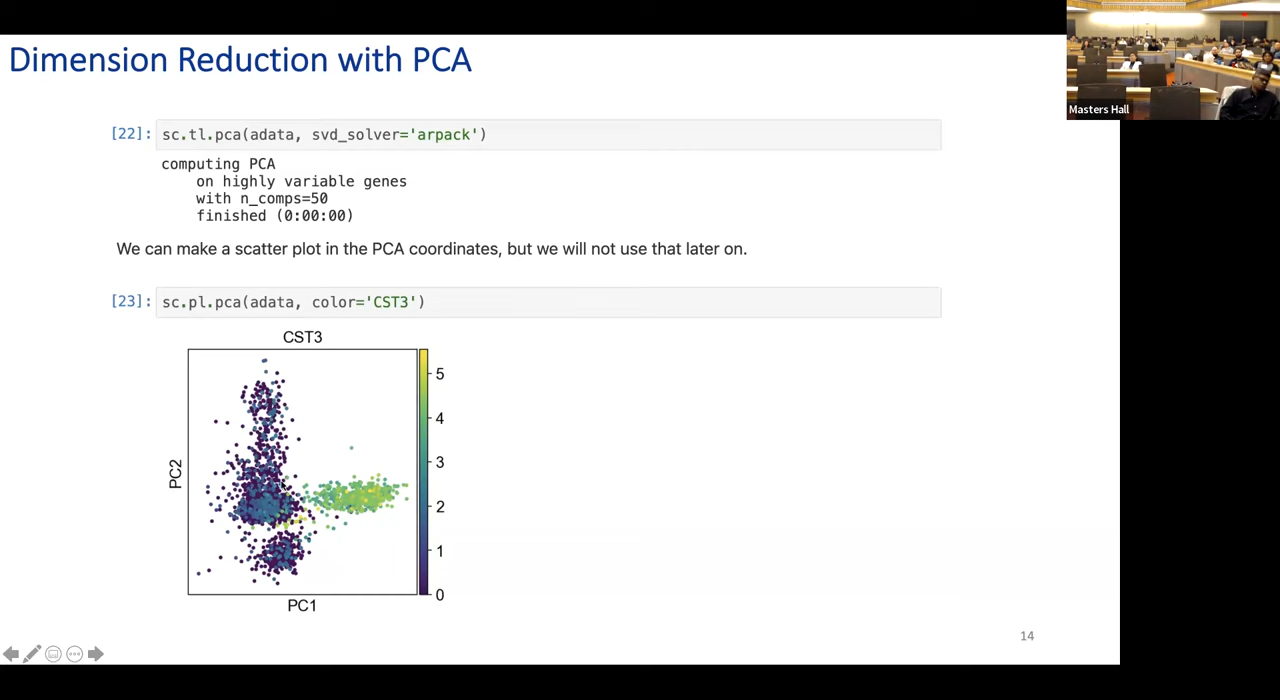 Dimension Reduction with PCA
Masters Hall
[22]: sc.tl.pca(adata, svd_solver='arpack')
computing PCA
on highly variable genes
with n_comps=50
finished (0:00:00)
We can make a scatter plot in the PCA coordinates, but we will not use that later on.
[23]: sc.pl.pca(adata, color='CST3')
CST3
5
4
3
2
1
0
PC2
PC1
14